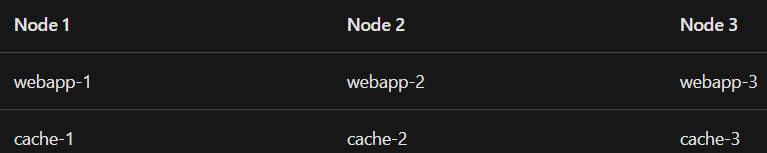 Node 1 Node 2 Node 3
webapp-1 webapp-2 webapp-3
cache-1 cache-2 cache-3